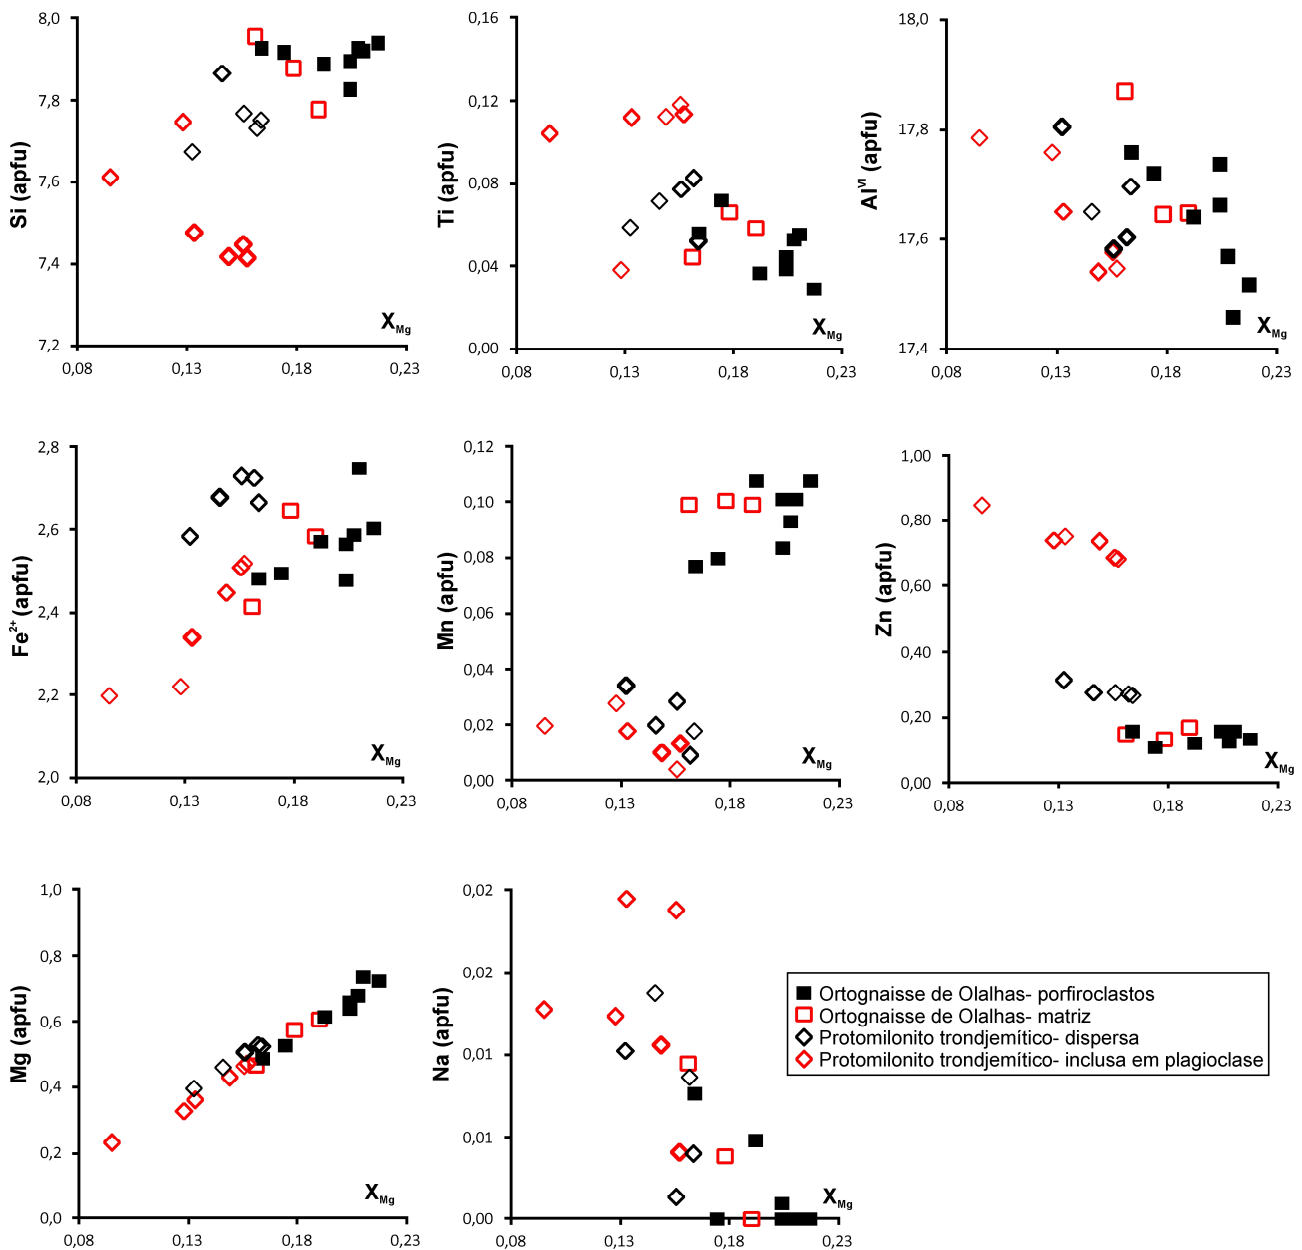 8,0
7,8
7,6
7,4
7,2
Si (apfu)
X Mg
0,08 0,13 0,18 0,23
0,16
0,12
0,08
0,04
0,00
Ti (apfu)
X Mg
0,08 0,13 0,18 0,23
18,0
17,8
17,6
17,4
Al VI (apfu)
X Mg
0,08 0,13 0,18 0,23
2,8
2,6
2,4
2,2
2,0
Fe 2+ (apfu)
X Mg
0,08 0,13 0,18 0,23
0,12
0,10
0,08
0,06
0,04
0,02
0,00
Mn (apfu)
X Mg
0,08 0,13 0,18 0,23
1,00
0,80
0,60
0,40
0,20
0,00
Zn (apfu)
X Mg
0,08 0,13 0,18 0,23
1,0
0,8
0,6
0,4
0,2
0,0
Mg (apfu)
X Mg
0,08 0,13 0,18 0,23
0,02
0,02
0,01
0,01
0,00
Na (apfu)
X Mg
0,08 0,13 0,18 0,23
Ortognaisse de Olalhas- porfiroclastos
Ortognaisse de Olalhas- matriz
Protomilonito trondjemítico- dispersa
Protomilonito trondjemítico- inclusa em plagioclase